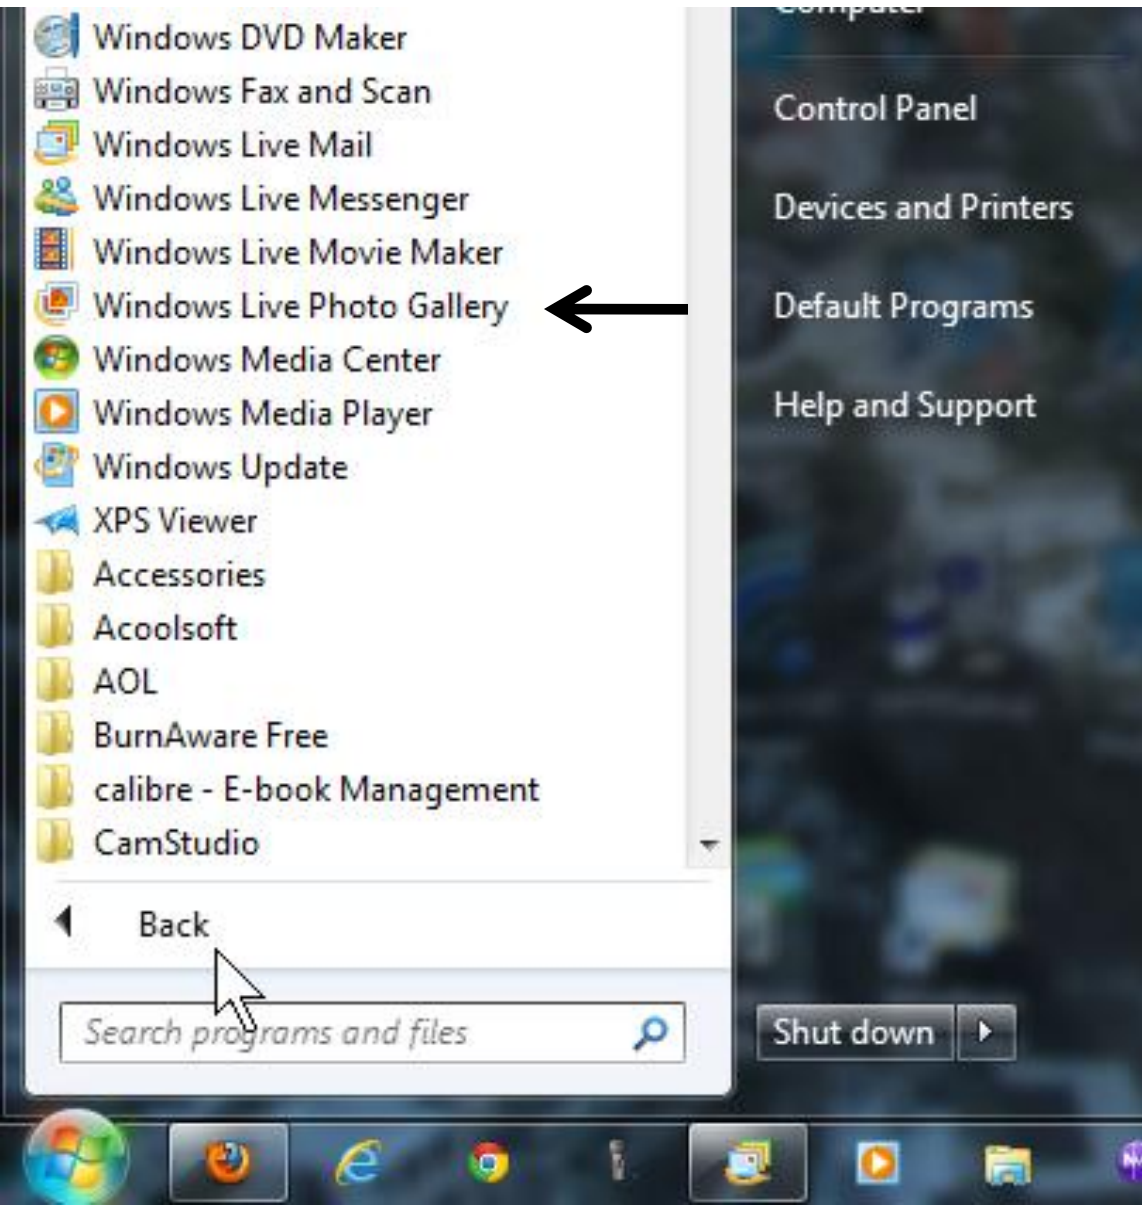 Windows DVD Maker
Windows Fax and Scan
Windows Live Mail
Windows Live Messenger
Windows Live Movie Maker
Windows Live Photo Gallery
Windows Media Center
Windows Media Player
Windows Update
XPS Viewer
Accessories
Acoolsoft
AOL
BurnAware Free
calibre - E-book Management
CamStudio
Back
Search programs and files
Computer
Control Panel
Devices and Printers
Default Programs
Help and Support
Shut down